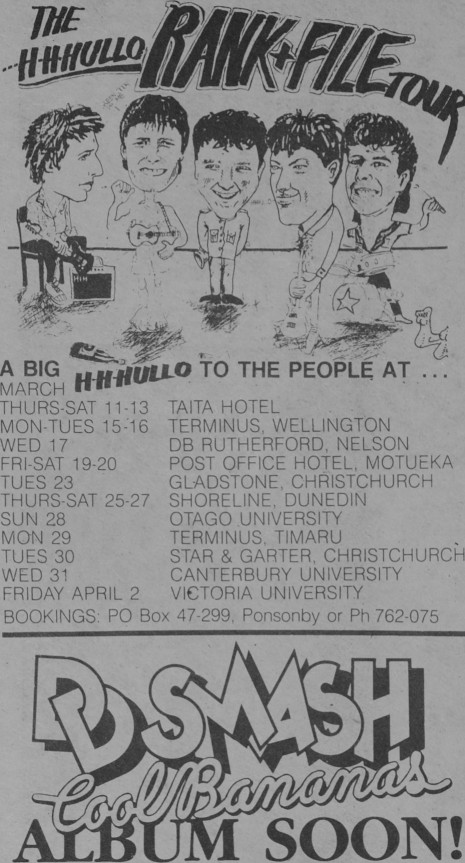 THE
...H-H-HULLO RANK+FILE TOUR
A BIG H-H-HULLO TO THE PEOPLE AT ...
MARCH
THURS-SAT 11-13 TAITA HOTEL
MON-TUES 15-16 TERMINUS, WELLINGTON
WED 17 DB RUTHERFORD, NELSON
FRI-SAT 19-20 POST OFFICE HOTEL, MOTUEKA
TUES 23 GLADSTONE, CHRISTCHURCH
THURS-SAT 25-27 SHORELINE, DUNEDIN
SUN 28 OTAGO UNIVERSITY
MON 29 TERMINUS, TIMARU
TUES 30 STAR & GARTER, CHRISTCHURCH
WED 31 CANTERBURY UNIVERSITY
FRIDAY APRIL 2 VICTORIA UNIVERSITY
BOOKINGS: PO Box 47-299, Ponsonby or Ph 762-075
DD SMASH
Cool Bananas
ALBUM SOON!